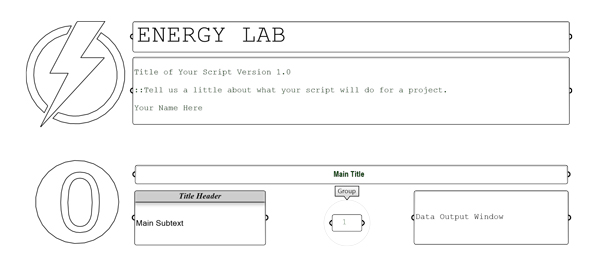 ENERGY LAB
Title of Your Script Version 1.0
::Tell us a little about what your script will do for a project.
Your Name Here
0
Main Title
Title Header
Main Subtext
Group
1
Data Output Window